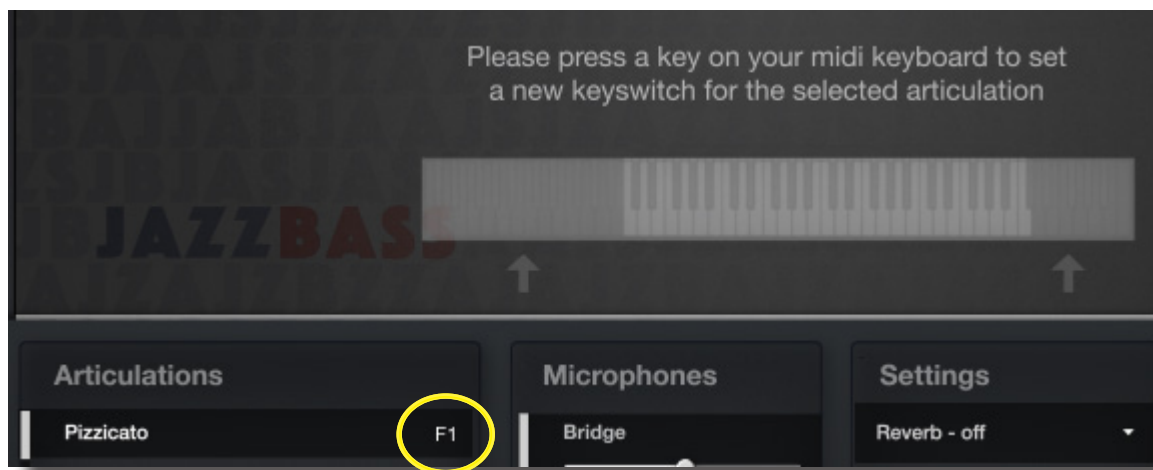 Please press a key on your midi keyboard to set
a new keyswitch for the selected articulation
JAZZBASS
Articulations
Microphones
Settings
Pizzicato
F1
Bridge
Reverb - off